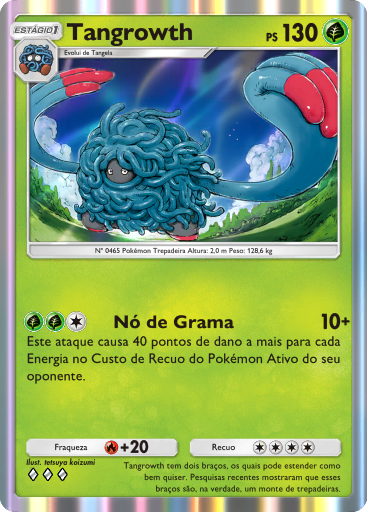 ESTÁGIO 1
Tangrowth
PS 130
Evolui de Tangela
Nº 0465 Pokémon Trepadeira Altura: 2,0 m Peso: 128,6 kg
Nó de Grama 10+
Este ataque causa 40 pontos de dano a mais para cada
Energia no Custo de Recuo do Pokémon Ativo do seu
oponente.
Fraqueza +20 Recuo
Ilust. tetsuya koizumi
Tangrowth tem dois braços, os quais pode estender como
bem quiser. Pesquisas recentes mostraram que esses
braços são, na verdade, um monte de trepadeiras.